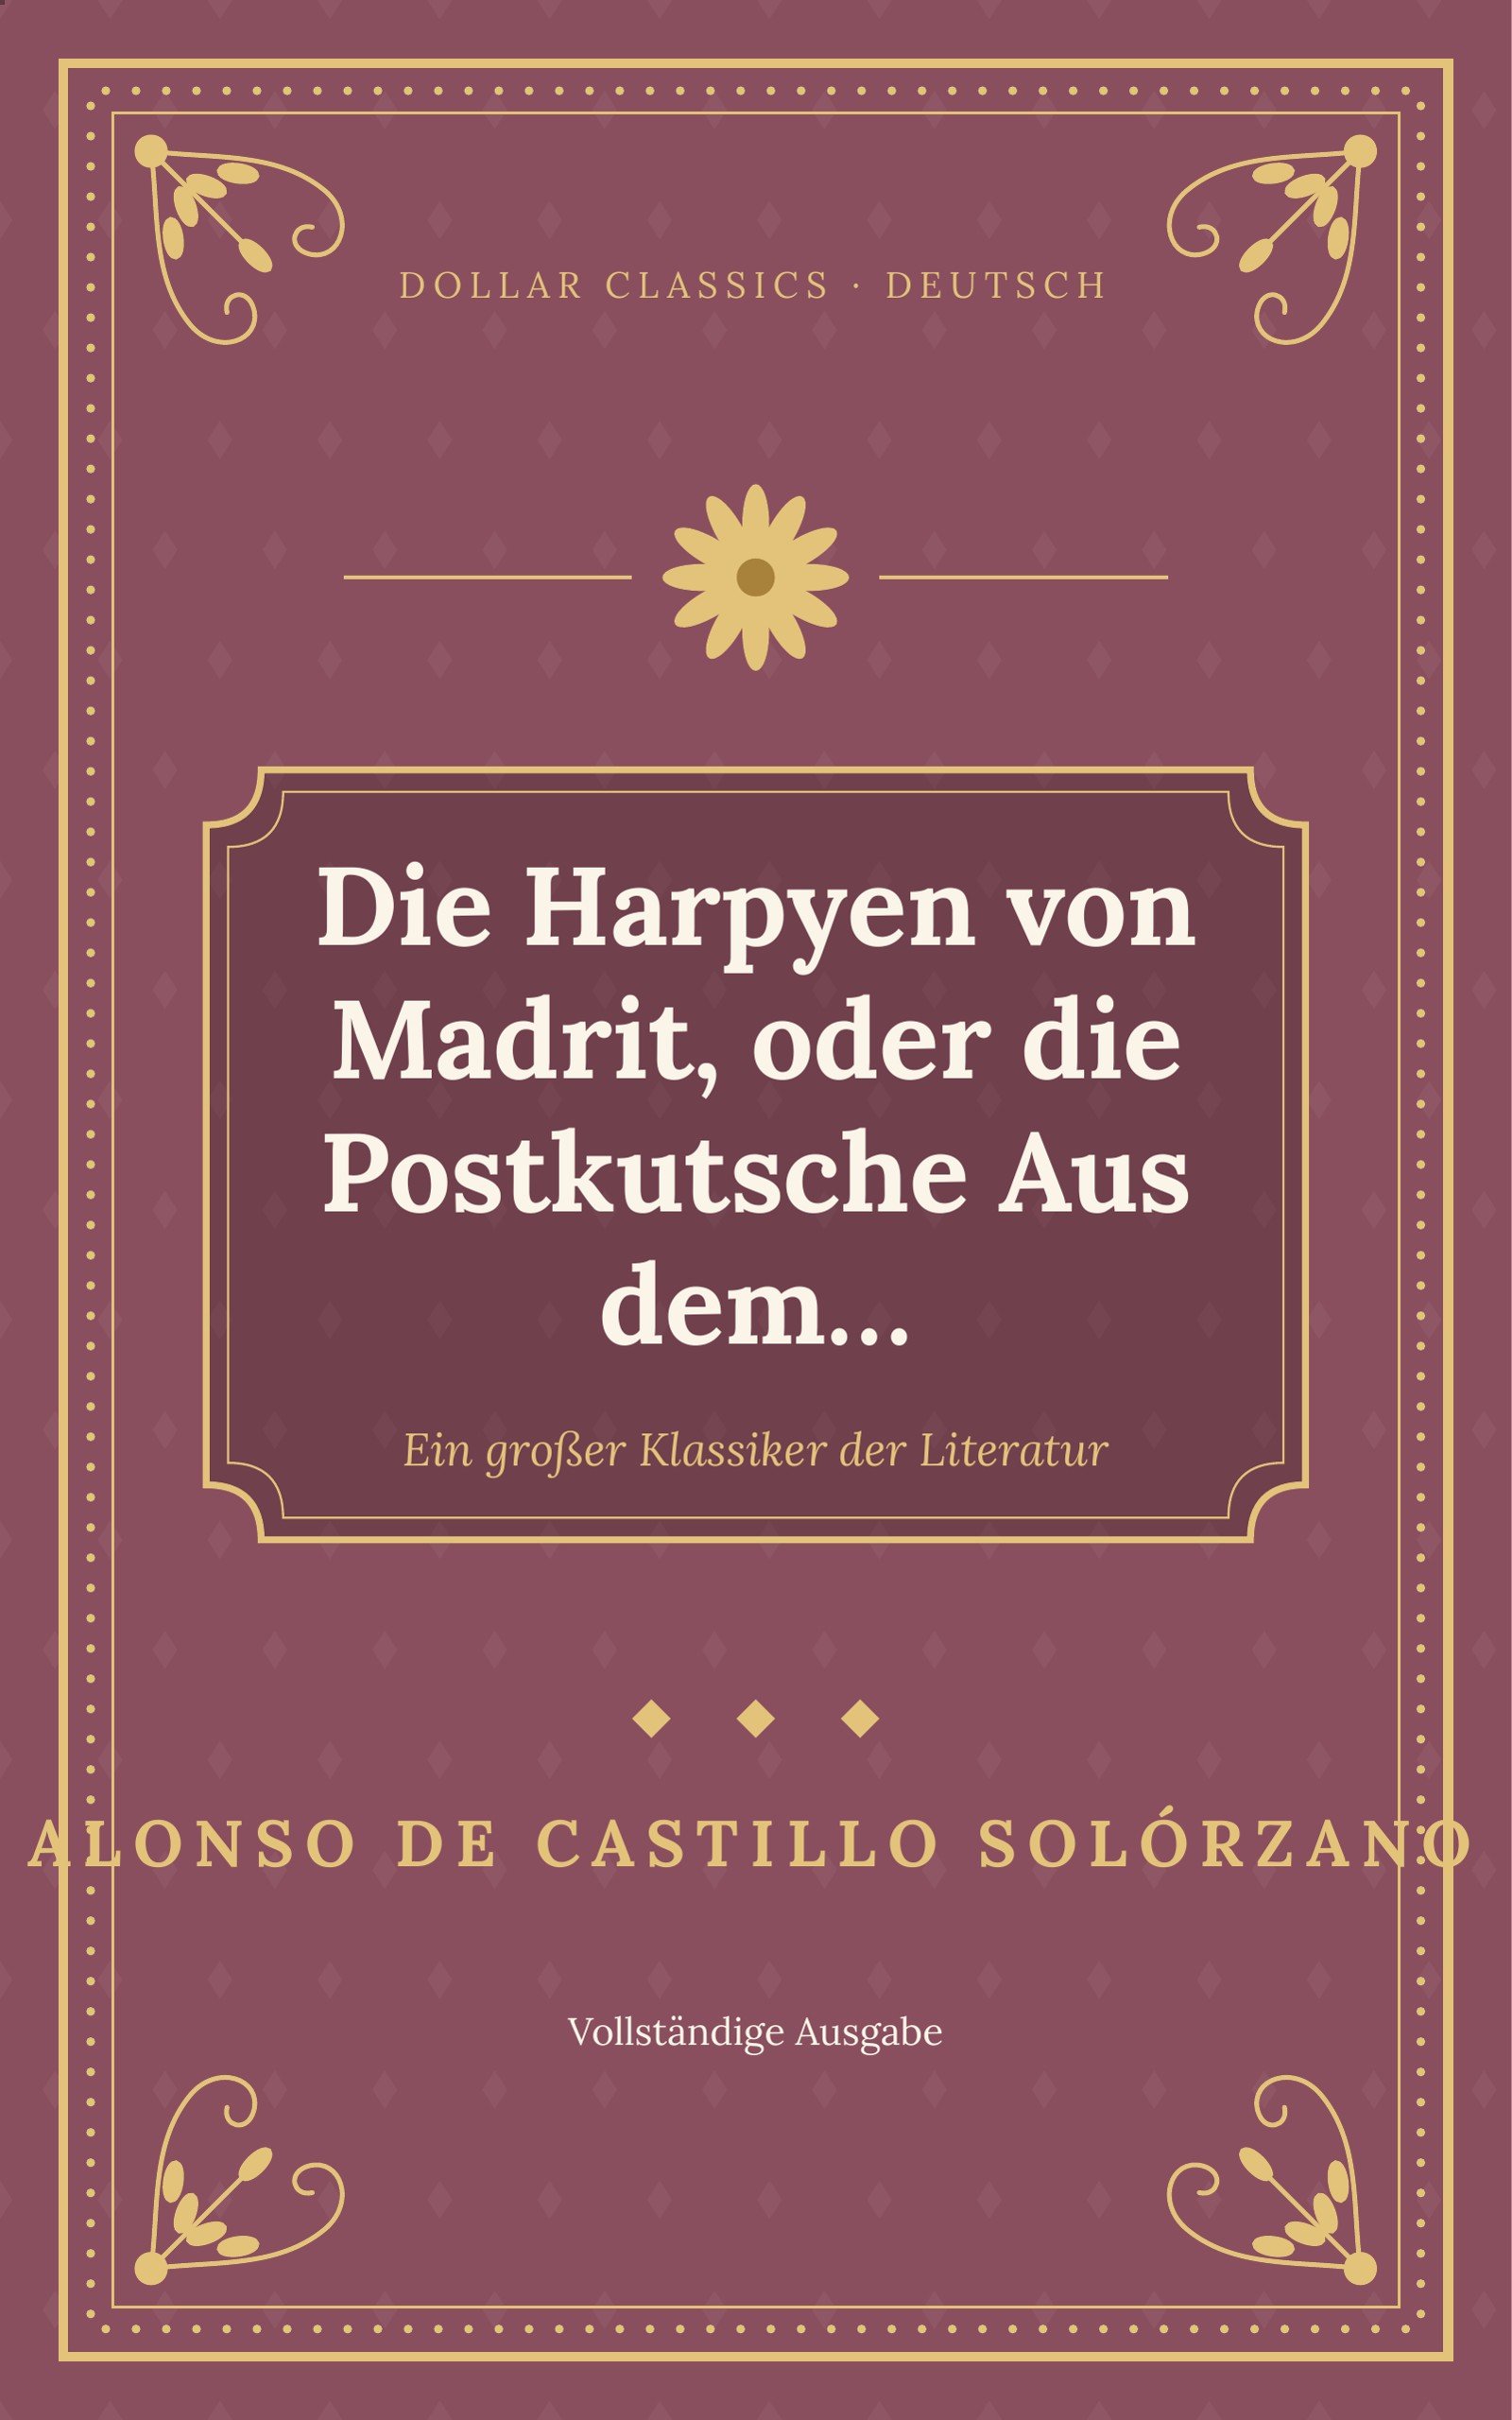 DOLLAR CLASSICS · DEUTSCH
Die Harpyen von
Madrit, oder die
Postkutsche Aus
dem...
Ein großer Klassiker der Literatur
ALONSO DE CASTILLO SOLÓRZANO
Vollständige Ausgabe